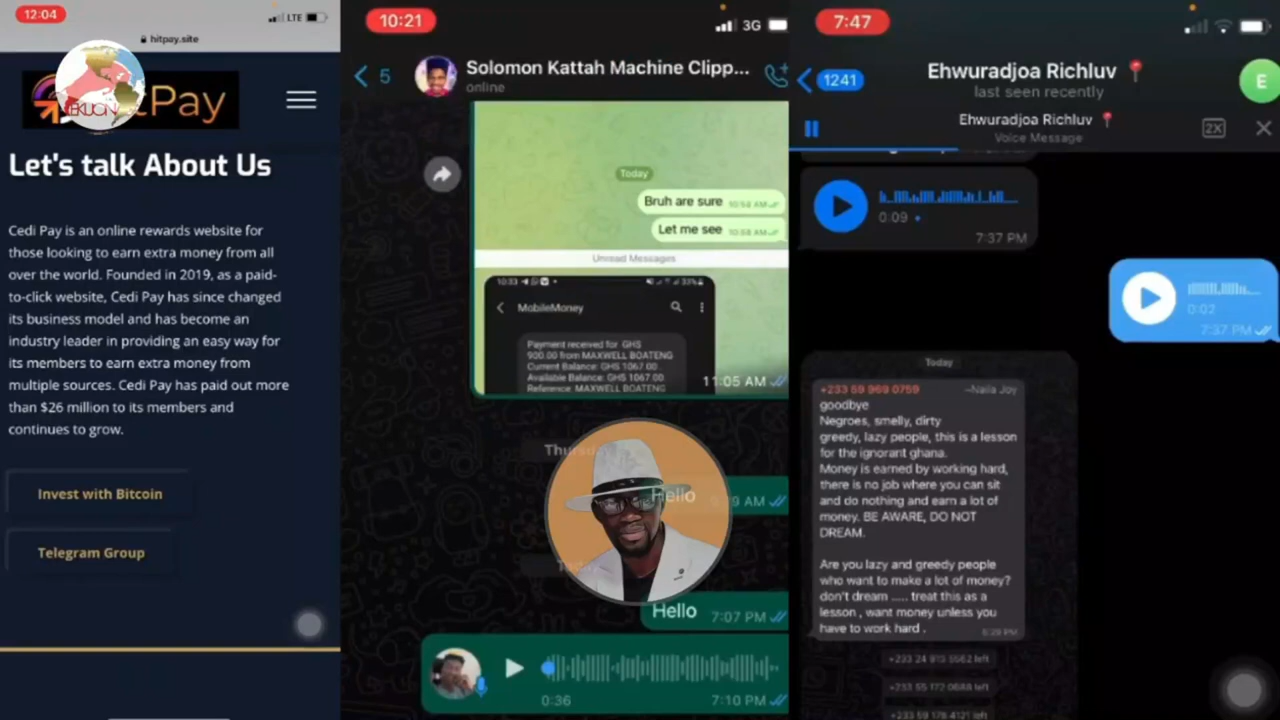 12:04
LTE
hitpay.site
Pay
Let's talk About Us
Cedi Pay is an online rewards website for
those looking to earn extra money from all
over the world. Founded in 2019, as a paid-
to-click website, Cedi Pay has since changed
its business model and has become an
industry leader in providing an easy way for
its members to earn extra money from
multiple sources. Cedi Pay has paid out more
than $26 million to its members and
continues to grow.
Invest with Bitcoin
Telegram Group
10:21
3G
5
Solomon Kattah Machine Clipp...
online
Today
Bruh are sure 10:58 AM
Let me see 10:58 AM
Unread Messages
10:33
33%
MobileMoney
Payment received for GHS
900.00 from MAXWELL BOATENG
Current Balance: GHS 1067.00
Available Balance: GHS 1067.00.
Reference: MAXWELL BOATENG
11:05 AM
Hello
AM
Hello 7:07 PM
0:36
7:10 PM
7:47
1241
Ehwuradjoa Richluv
last seen recently
E
Ehwuradjoa Richluv
Voice Message
2X
0:09
7:37 PM
0:02
7:37 PM
Today
+233 59 969 0759 ~Naila Joy
goodbye
Negroes, smelly, dirty
greedy, lazy people, this is a lesson
for the ignorant ghana.
Money is earned by working hard,
there is no job where you can sit
and do nothing and earn a lot of
money. BE AWARE, DO NOT
DREAM.
Are you lazy and greedy people
who want to make a lot of money?
don't dream ..... treat this as a
lesson , want money unless you
have to work hard .